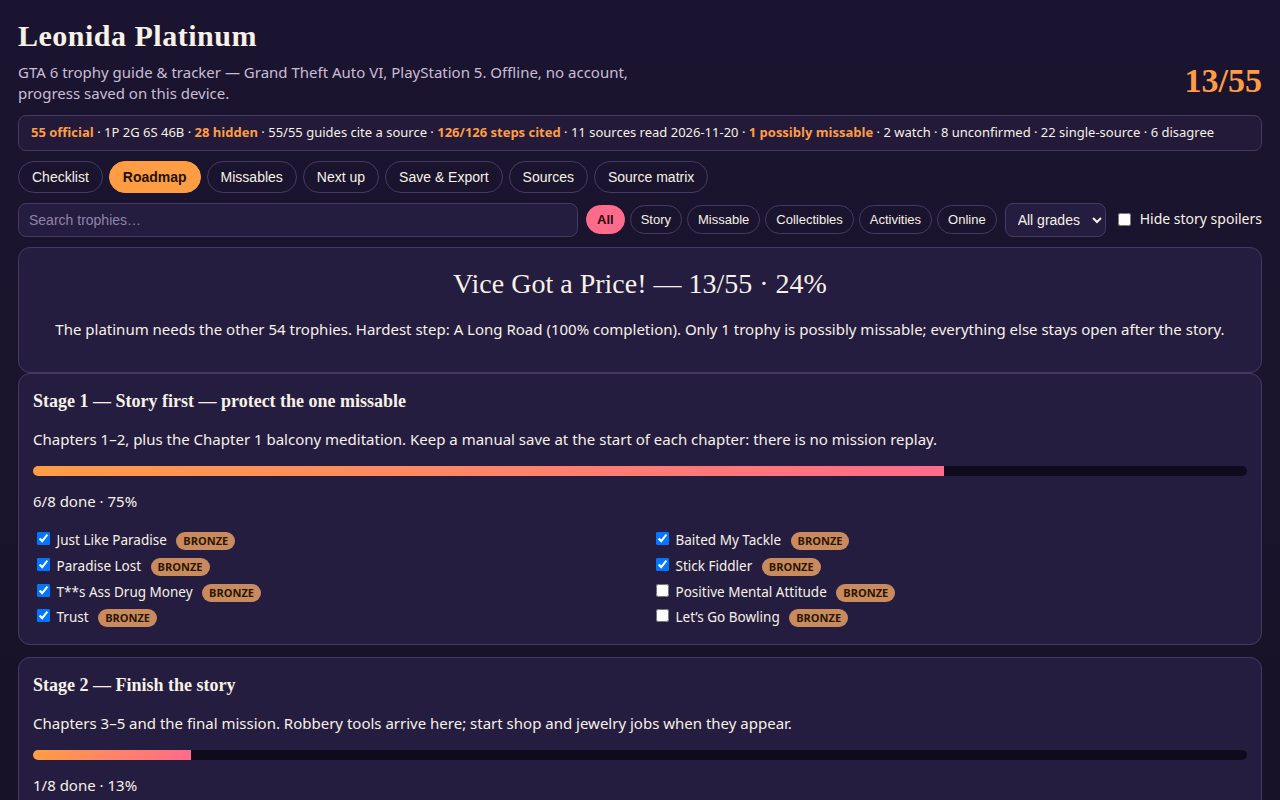 Leonida Platinum
GTA 6 trophy guide & tracker — Grand Theft Auto VI, PlayStation 5. Offline, no account,
progress saved on this device.
13/55
55 official · 1P 2G 6S 46B · 28 hidden · 55/55 guides cite a source · 126/126 steps cited · 11 sources read 2026-11-20 · 1 possibly missable · 2 watch · 8 unconfirmed · 22 single-source · 6 disagree
Checklist Roadmap Missables Next up Save & Export Sources Source matrix
Search trophies… All Story Missable Collectibles Activities Online All grades Hide story spoilers
Vice Got a Price! — 13/55 · 24%
The platinum needs the other 54 trophies. Hardest step: A Long Road (100% completion). Only 1 trophy is possibly missable; everything else stays open after the story.
Stage 1 — Story first — protect the one missable
Chapters 1–2, plus the Chapter 1 balcony meditation. Keep a manual save at the start of each chapter: there is no mission replay.
6/8 done · 75%
Just Like Paradise BRONZE
Paradise Lost BRONZE
T**s Ass Drug Money BRONZE
Trust BRONZE
Baited My Tackle BRONZE
Stick Fiddler BRONZE
Positive Mental Attitude BRONZE
Let’s Go Bowling BRONZE
Stage 2 — Finish the story
Chapters 3–5 and the final mission. Robbery tools arrive here; start shop and jewelry jobs when they appear.
1/8 done · 13%